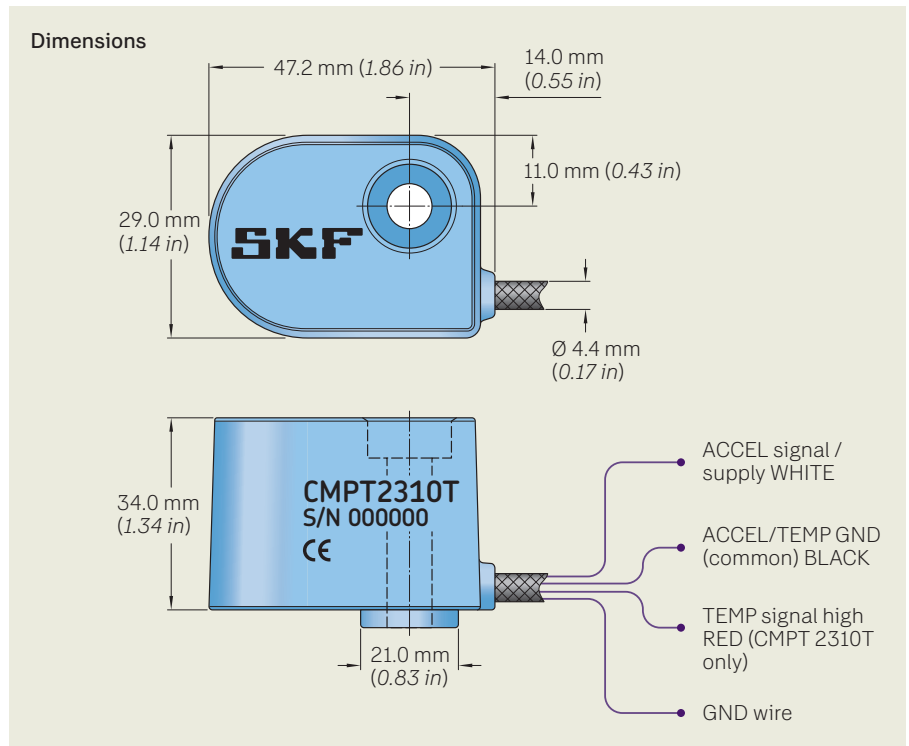 Dimensions
47.2 mm (1.86 in)
14.0 mm
(0.55 in)
11.0 mm (0.43 in)
29.0 mm
(1.14 in)
SKF
Ø 4.4 mm
(0.17 in)
34.0 mm
(1.34 in)
CMPT2310T
S/N 000000
CE
21.0 mm
(0.83 in)
ACCEL signal /
supply WHITE
ACCEL/TEMP GND
(common) BLACK
TEMP signal high
RED (CMPT 2310T
only)
GND wire